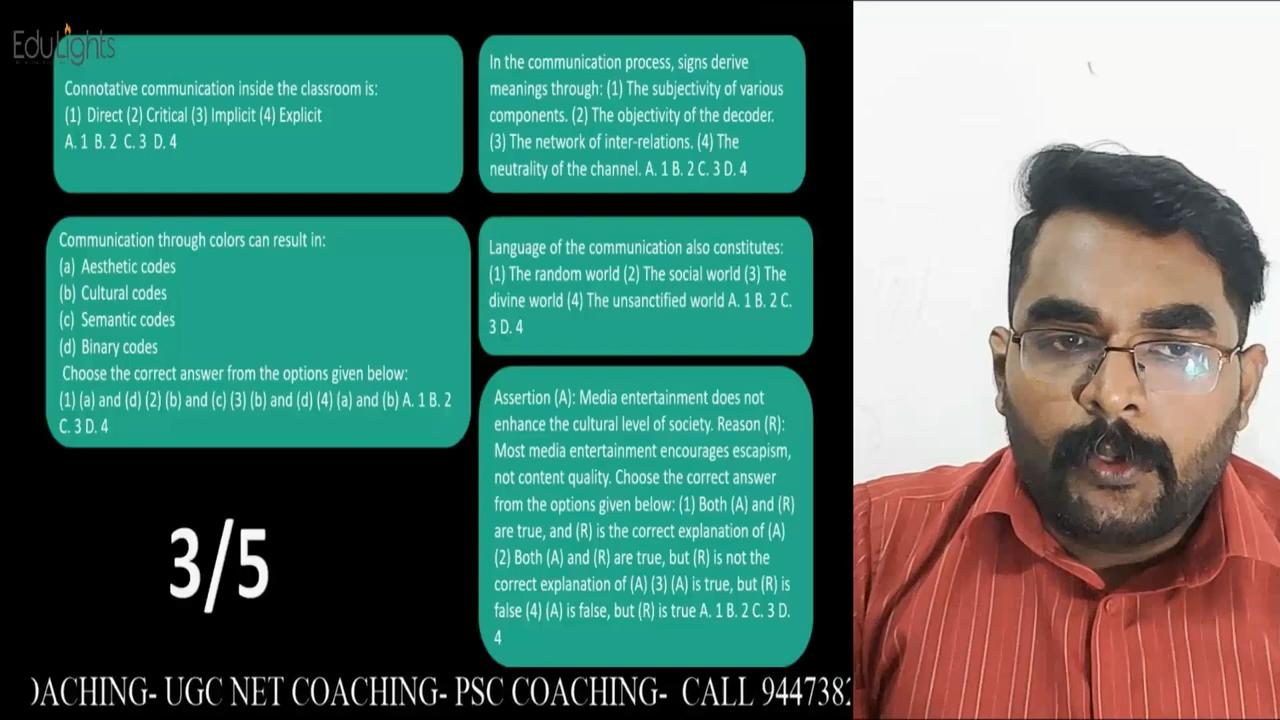 EduLights
Connotative communication inside the classroom is:
(1) Direct (2) Critical (3) Implicit (4) Explicit
A. 1 B. 2 C. 3 D. 4
In the communication process, signs derive
meanings through: (1) The subjectivity of various
components. (2) The objectivity of the decoder.
(3) The network of inter-relations. (4) The
neutrality of the channel. A. 1 B. 2 C. 3 D. 4
Communication through colors can result in:
(a) Aesthetic codes
(b) Cultural codes
(c) Semantic codes
(d) Binary codes
Choose the correct answer from the options given below:
(1) (a) and (d) (2) (b) and (c) (3) (b) and (d) (4) (a) and (b) A. 1 B. 2
C. 3 D. 4
Language of the communication also constitutes:
(1) The random world (2) The social world (3) The
divine world (4) The unsanctified world A. 1 B. 2 C.
3 D. 4
Assertion (A): Media entertainment does not
enhance the cultural level of society. Reason (R):
Most media entertainment encourages escapism,
not content quality. Choose the correct answer
from the options given below: (1) Both (A) and (R)
are true, and (R) is the correct explanation of (A)
(2) Both (A) and (R) are true, but (R) is not the
correct explanation of (A) (3) (A) is true, but (R) is
false (4) (A) is false, but (R) is true A. 1 B. 2 C. 3 D.
4
3/5
OACHING- UGC NET COACHING- PSC COACHING- CALL 944738